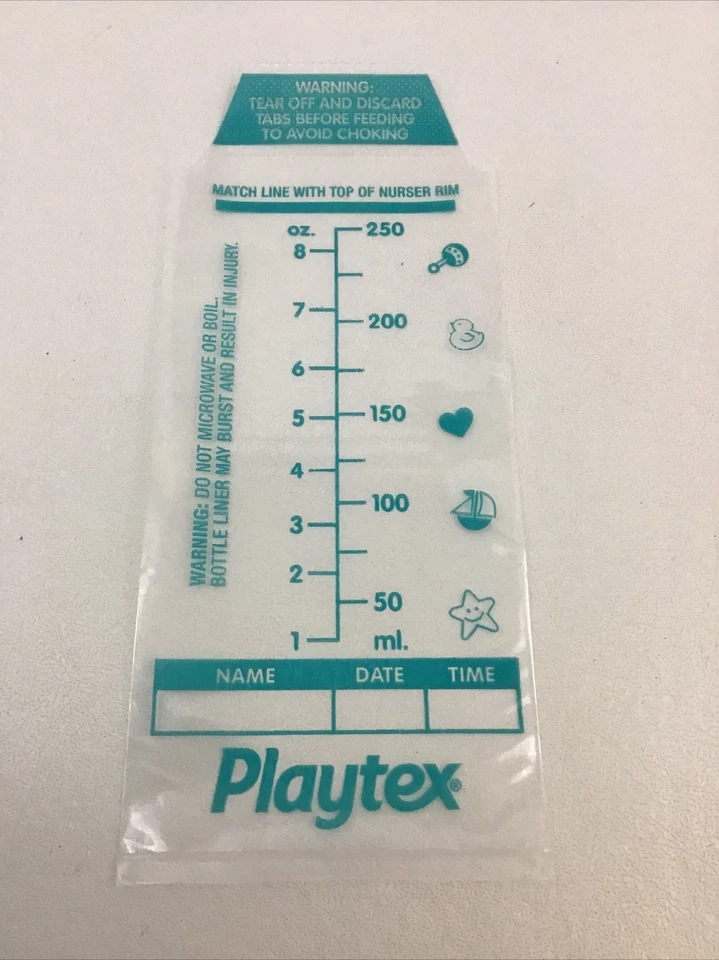 WARNING:
TEAR OFF AND DISCARD
TABS BEFORE FEEDING
TO AVOID CHOKING
MATCH LINE WITH TOP OF NURSER RIM
oz. 250
8
7
200
6
5 150
4
100
3
2
50
1 ml.
WARNING: DO NOT MICROWAVE OR BOIL.
BOTTLE LINER MAY BURST AND RESULT IN INJURY.
NAME DATE TIME
Playtex®